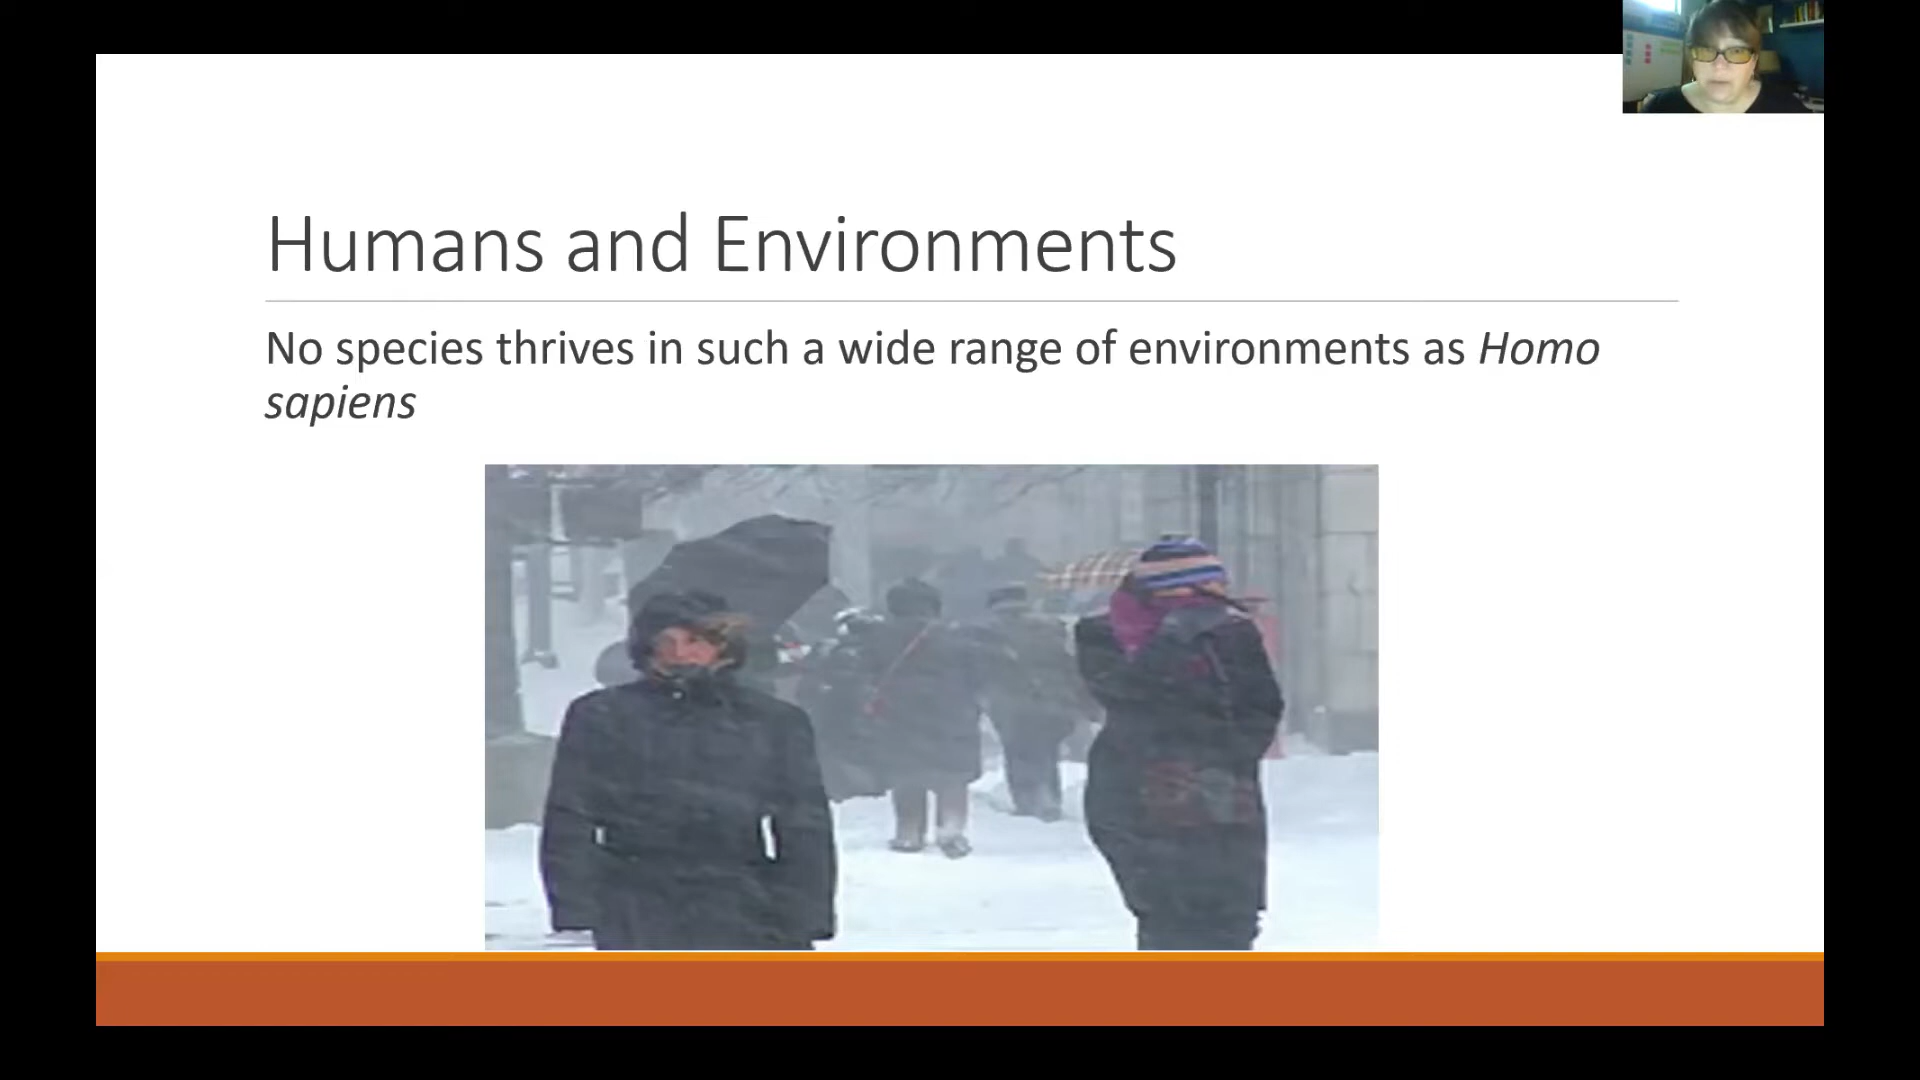 Humans and Environments
No species thrives in such a wide range of environments as Homo
sapiens